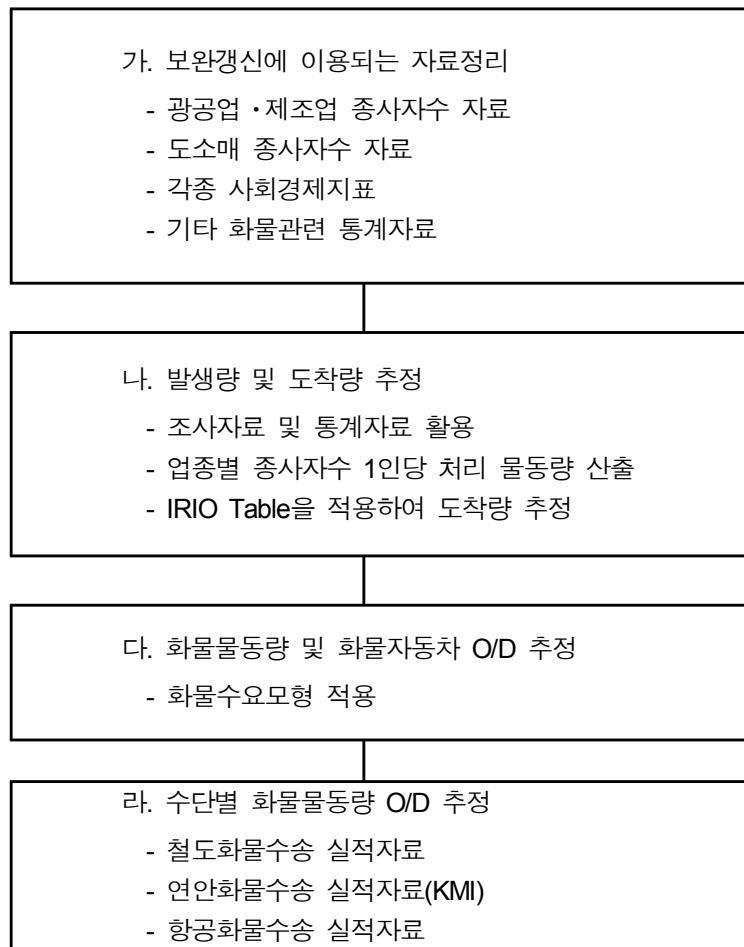 가. 보완갱신에 이용되는 자료정리
- 광공업·제조업 종사자수 자료
- 도소매 종사자수 자료
- 각종 사회경제지표
- 기타 화물관련 통계자료
나. 발생량 및 도착량 추정
- 조사자료 및 통계자료 활용
- 업종별 종사자수 1인당 처리 물동량 산출
- IRIO Table을 적용하여 도착량 추정
다. 화물물동량 및 화물자동차 O/D 추정
- 화물수요모형 적용
라. 수단별 화물물동량 O/D 추정
- 철도화물수송 실적자료
- 연안화물수송 실적자료(KMI)
- 항공화물수송 실적자료